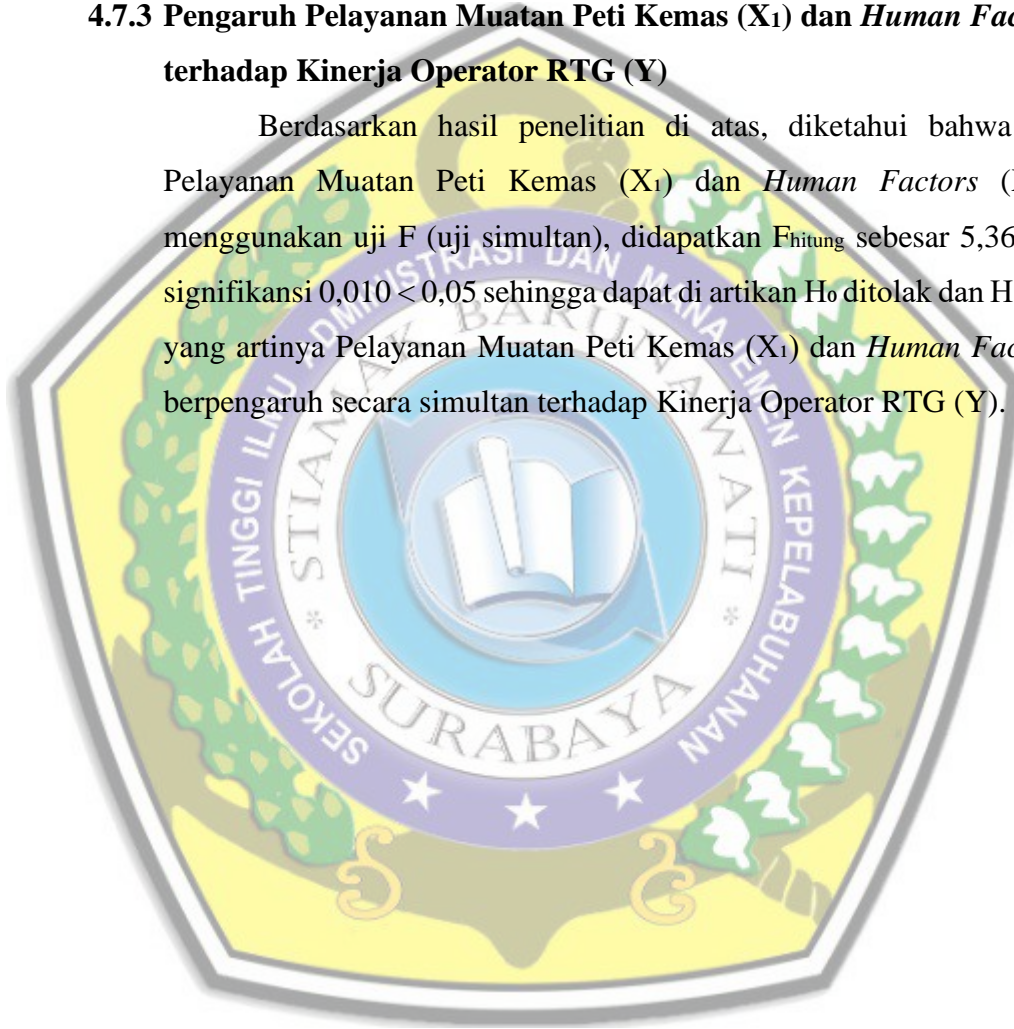 4.7.3 Pengaruh Pelayanan Muatan Peti Kemas (X₁) dan Human Fac
terhadap Kinerja Operator RTG (Y)
Berdasarkan hasil penelitian di atas, diketahui bahwa
Pelayanan Muatan Peti Kemas (X₁) dan Human Factors (
menggunakan uji F (uji simultan), didapatkan Fhitung sebesar 5,36
signifikansi 0,010 < 0,05 sehingga dapat di artikan H₀ ditolak dan H
yang artinya Pelayanan Muatan Peti Kemas (X₁) dan Human Fac
berpengaruh secara simultan terhadap Kinerja Operator RTG (Y).
SEKOLAH TINGGI ILMU ADMINISTRASI DAN MANAJEMEN KEPELABUHANAN
STIAMAK BARUNAWATI
* SURABAYA *